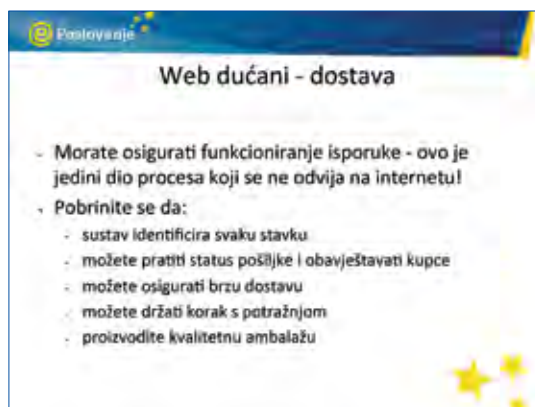 e Poslovanje
Web dućani - dostava
- Morate osigurati funkcioniranje isporuke - ovo je
jedini dio procesa koji se ne odvija na internetu!
- Pobrinite se da:
- sustav identificira svaku stavku
- možete pratiti status pošiljke i obavještavati kupce
- možete osigurati brzu dostavu
- možete držati korak s potražnjom
- proizvodite kvalitetnu ambalažu